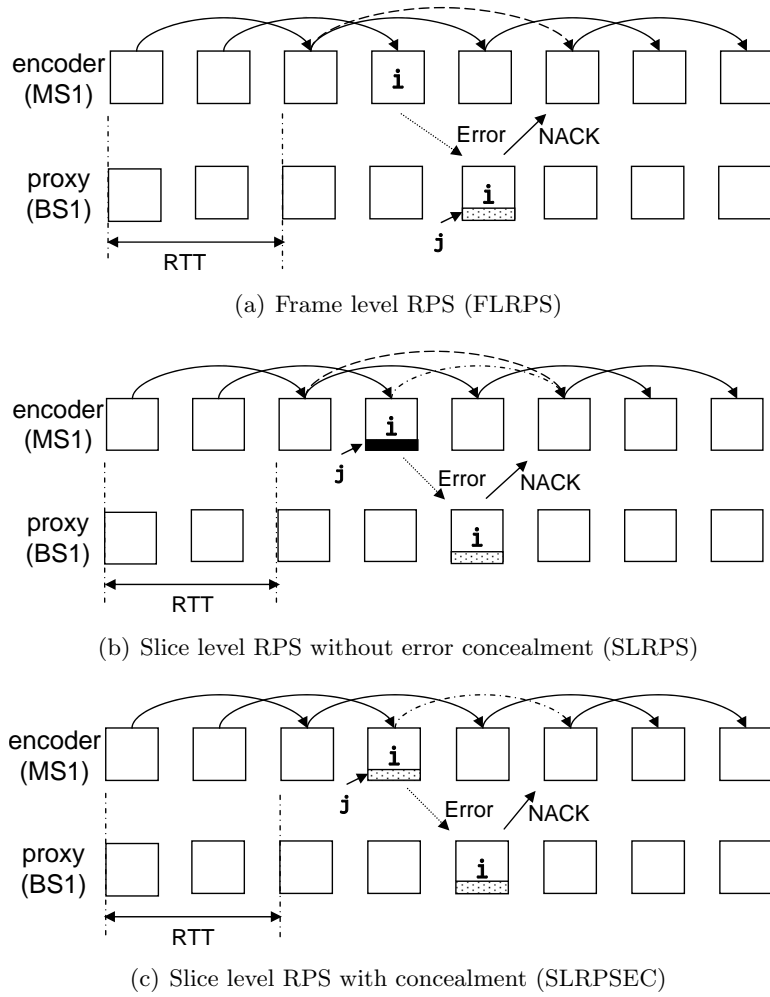 encoder
(MS1)
i
Error
NACK
proxy
(BS1)
i
j
RTT
(a) Frame level RPS (FLRPS)
encoder
(MS1)
i
j
Error
NACK
proxy
(BS1)
i
RTT
(b) Slice level RPS without error concealment (SLRPS)
encoder
(MS1)
i
j
Error
NACK
proxy
(BS1)
i
RTT
(c) Slice level RPS with concealment (SLRPSEC)